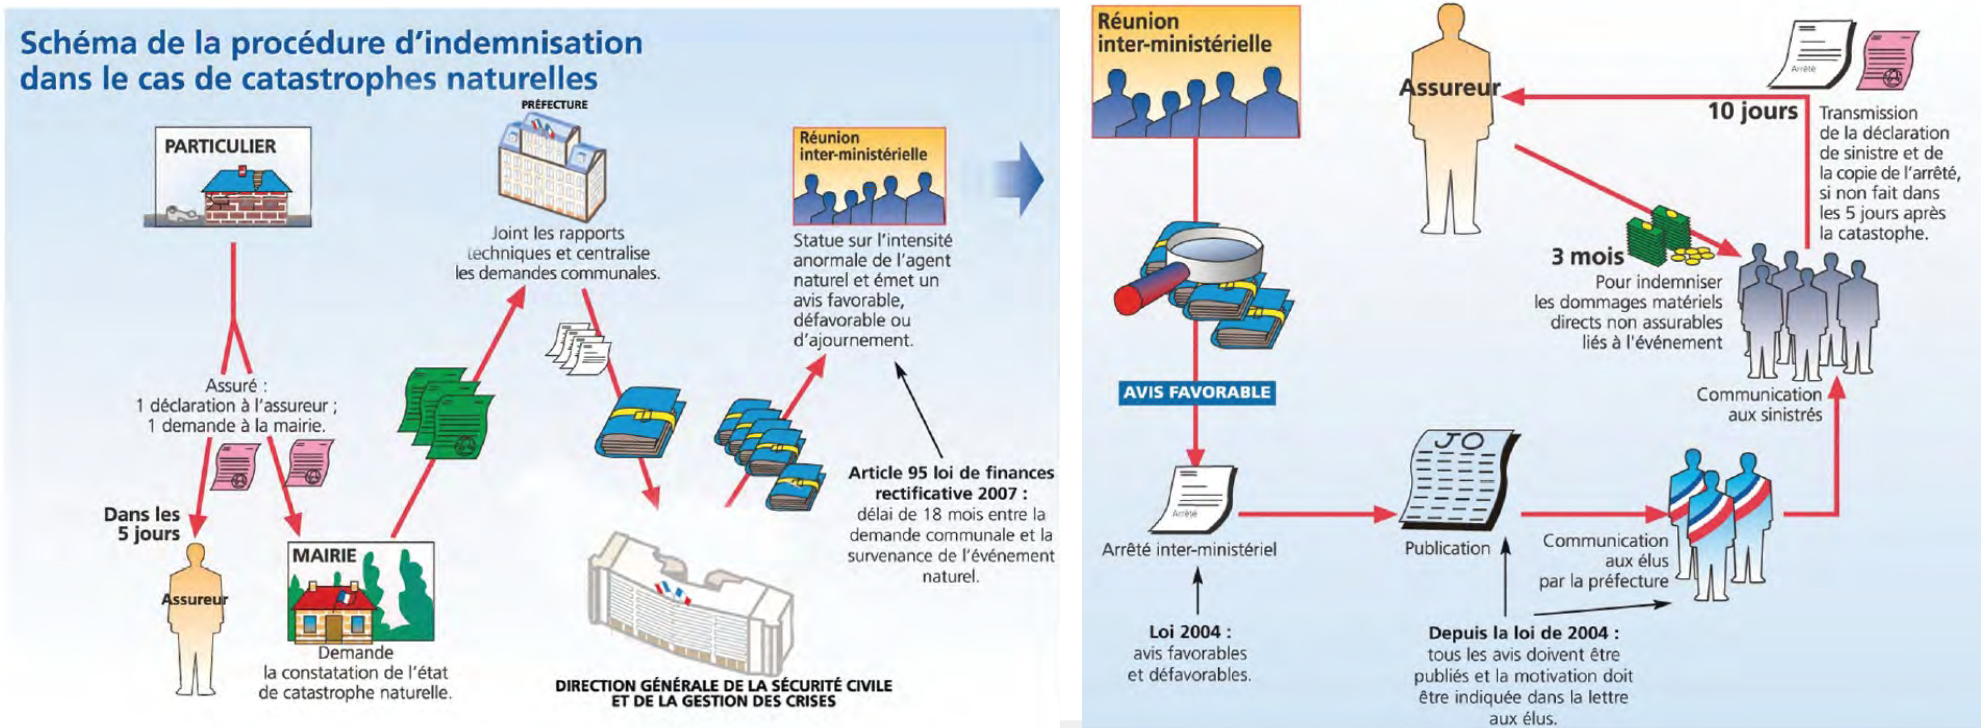 Schéma de la procédure d'indemnisation
dans le cas de catastrophes naturelles
PARTICULIER
Assuré :
1 déclaration à l'assureur ;
1 demande à la mairie.
Dans les
5 jours
Assureur
MAIRIE
Demande
la constatation de l'état
de catastrophe naturelle.
PRÉFECTURE
Joint les rapports
techniques et centralise
les demandes communales.
DIRECTION GÉNÉRALE DE LA SÉCURITÉ CIVILE
ET DE LA GESTION DES CRISES
Réunion
inter-ministérielle
Statue sur l'intensité
anormale de l'agent
naturel et émet un
avis favorable,
défavorable ou
d'ajournement.
Article 95 loi de finances
rectificative 2007 :
délai de 18 mois entre la
demande communale et la
survenance de l'événement
naturel.
Réunion
inter-ministérielle
AVIS FAVORABLE
Arrêté
Arrêté inter-ministériel
Loi 2004 :
avis favorables
et défavorables.
JO
Publication
Depuis la loi de 2004 :
tous les avis doivent être
publiés et la motivation doit
être indiquée dans la lettre
aux élus.
Communication
aux élus
par la préfecture
Communication
aux sinistrés
Arrêté
10 jours
Transmission
de la déclaration
de sinistre et de
la copie de l'arrêté,
si non fait dans
les 5 jours après
la catastophe.
Assureur
3 mois
Pour indemniser
les dommages matériels
directs non assurables
liés à l'événement